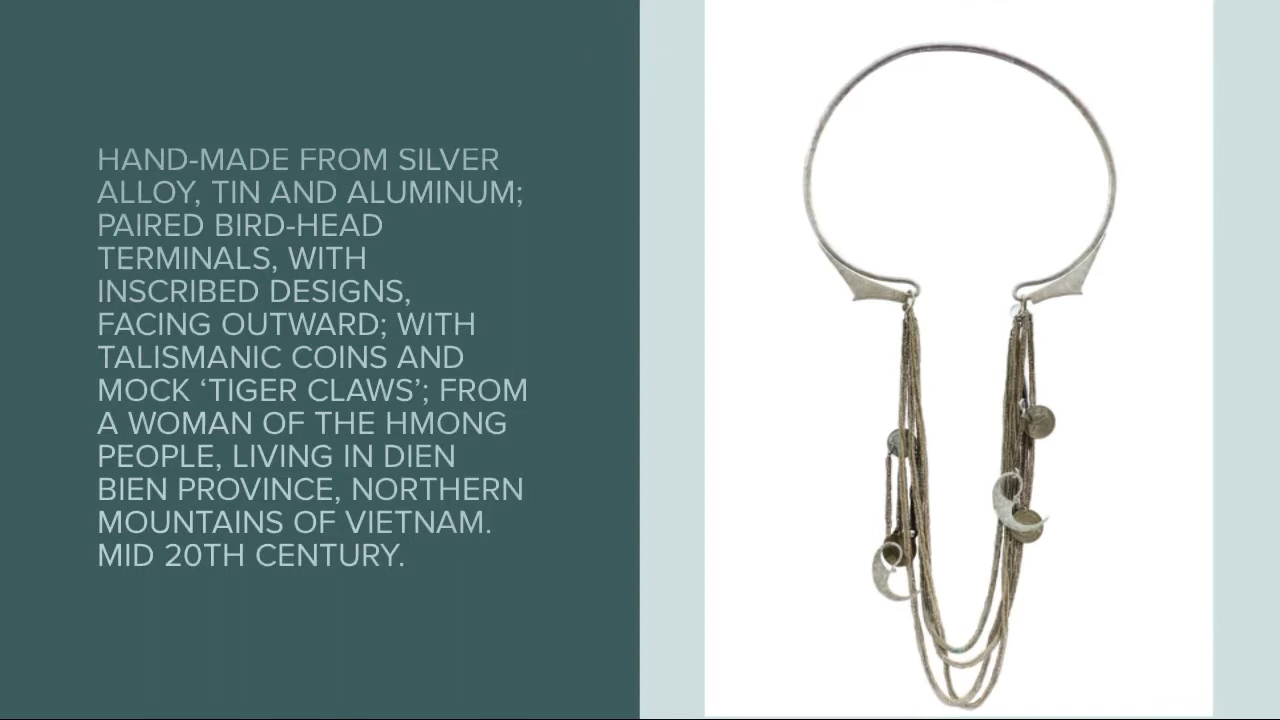 HAND-MADE FROM SILVER
ALLOY, TIN AND ALUMINUM;
PAIRED BIRD-HEAD
TERMINALS, WITH
INSCRIBED DESIGNS,
FACING OUTWARD; WITH
TALISMANIC COINS AND
MOCK ‘TIGER CLAWS’; FROM
A WOMAN OF THE HMONG
PEOPLE, LIVING IN DIEN
BIEN PROVINCE, NORTHERN
MOUNTAINS OF VIETNAM.
MID 20TH CENTURY.